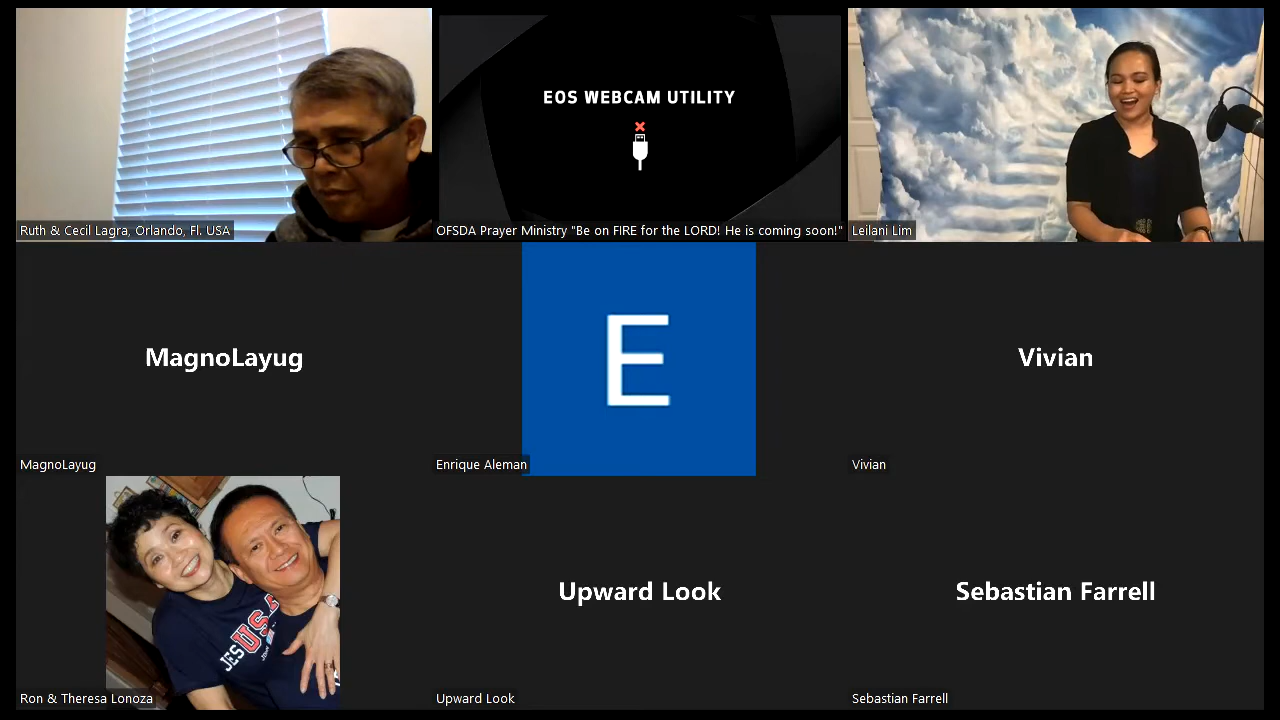 EOS WEBCAM UTILITY
Ruth & Cecil Lagra, Orlando, Fl. USA
OFSDA Prayer Ministry "Be on FIRE for the LORD! He is coming soon!"
Leilani Lim
MagnoLayug
E
Vivian
MagnoLayug
Enrique Aleman
Vivian
JESUSA
Upward Look
Sebastian Farrell
Ron & Theresa Lonoza
Upward Look
Sebastian Farrell